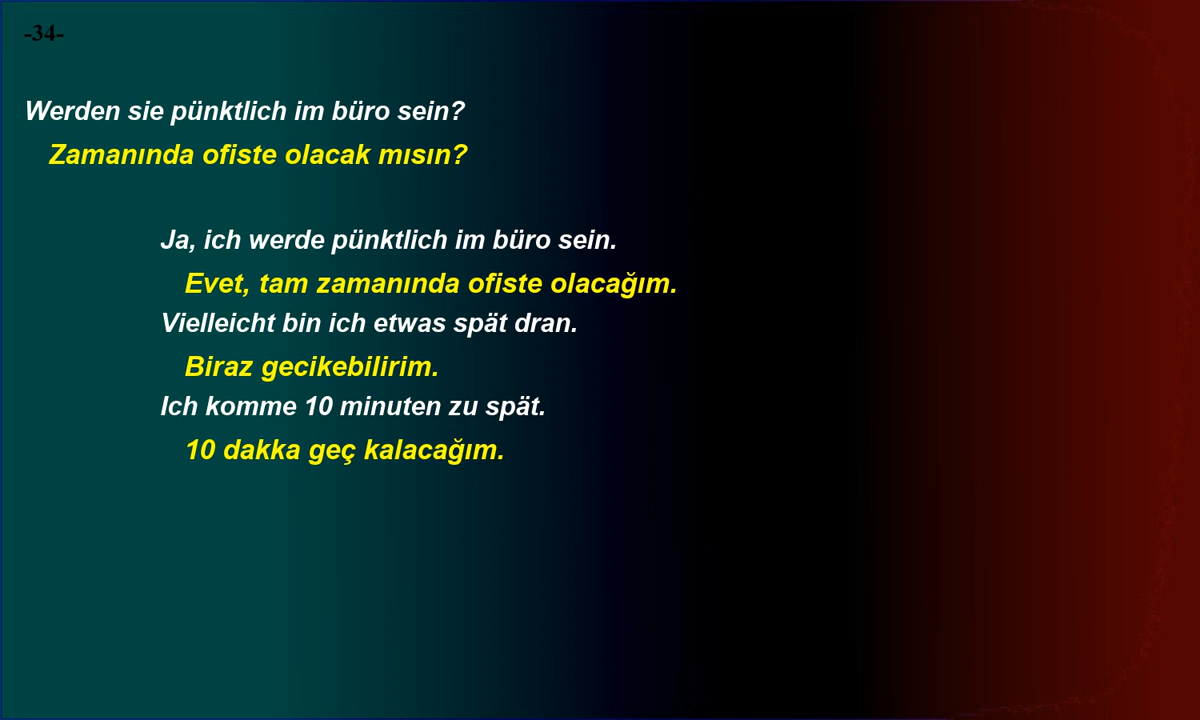 -34-
Werden sie pünktlich im büro sein?
Zamanında ofiste olacak mısın?
Ja, ich werde pünktlich im büro sein.
Evet, tam zamanında ofiste olacağım.
Vielleicht bin ich etwas spät dran.
Biraz gecikebilirim.
Ich komme 10 minuten zu spät.
10 dakka geç kalacağım.